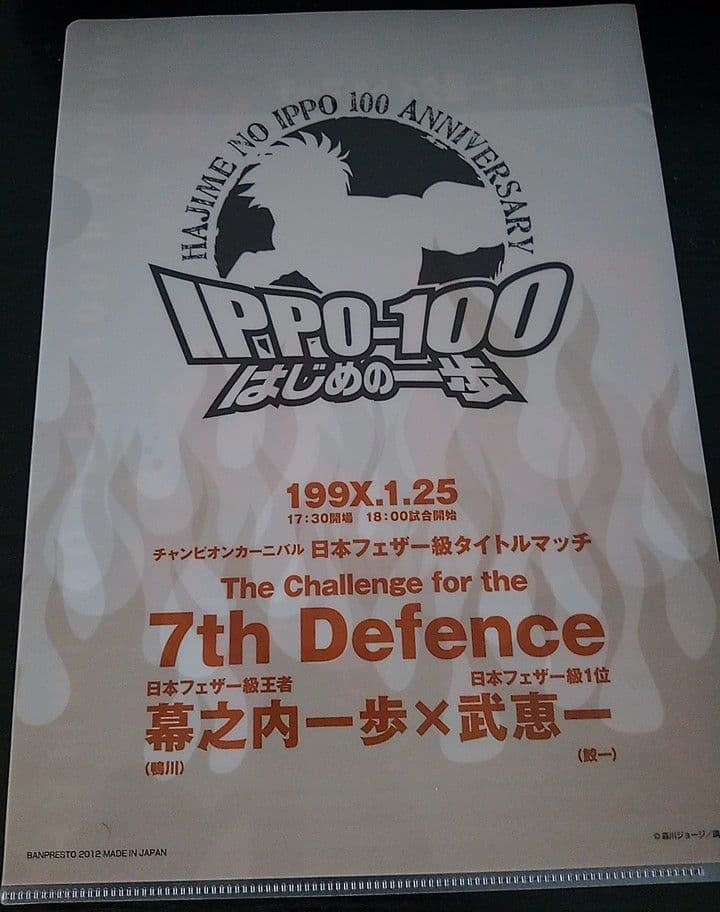 HAJIME NO IPPO 100 ANNIVERSARY
IPPO-100
はじめの一歩
199X.1.25
17:30開場 18:00試合開始
チャンピオンカーニバル 日本フェザー級タイトルマッチ
The Challenge for the
7th Defence
日本フェザー級王者 日本フェザー級1位
幕之内一歩×武恵一
(鴨川) (鮫一)
BANPRESTO 2012 MADE IN JAPAN
©森川ジョージ／講